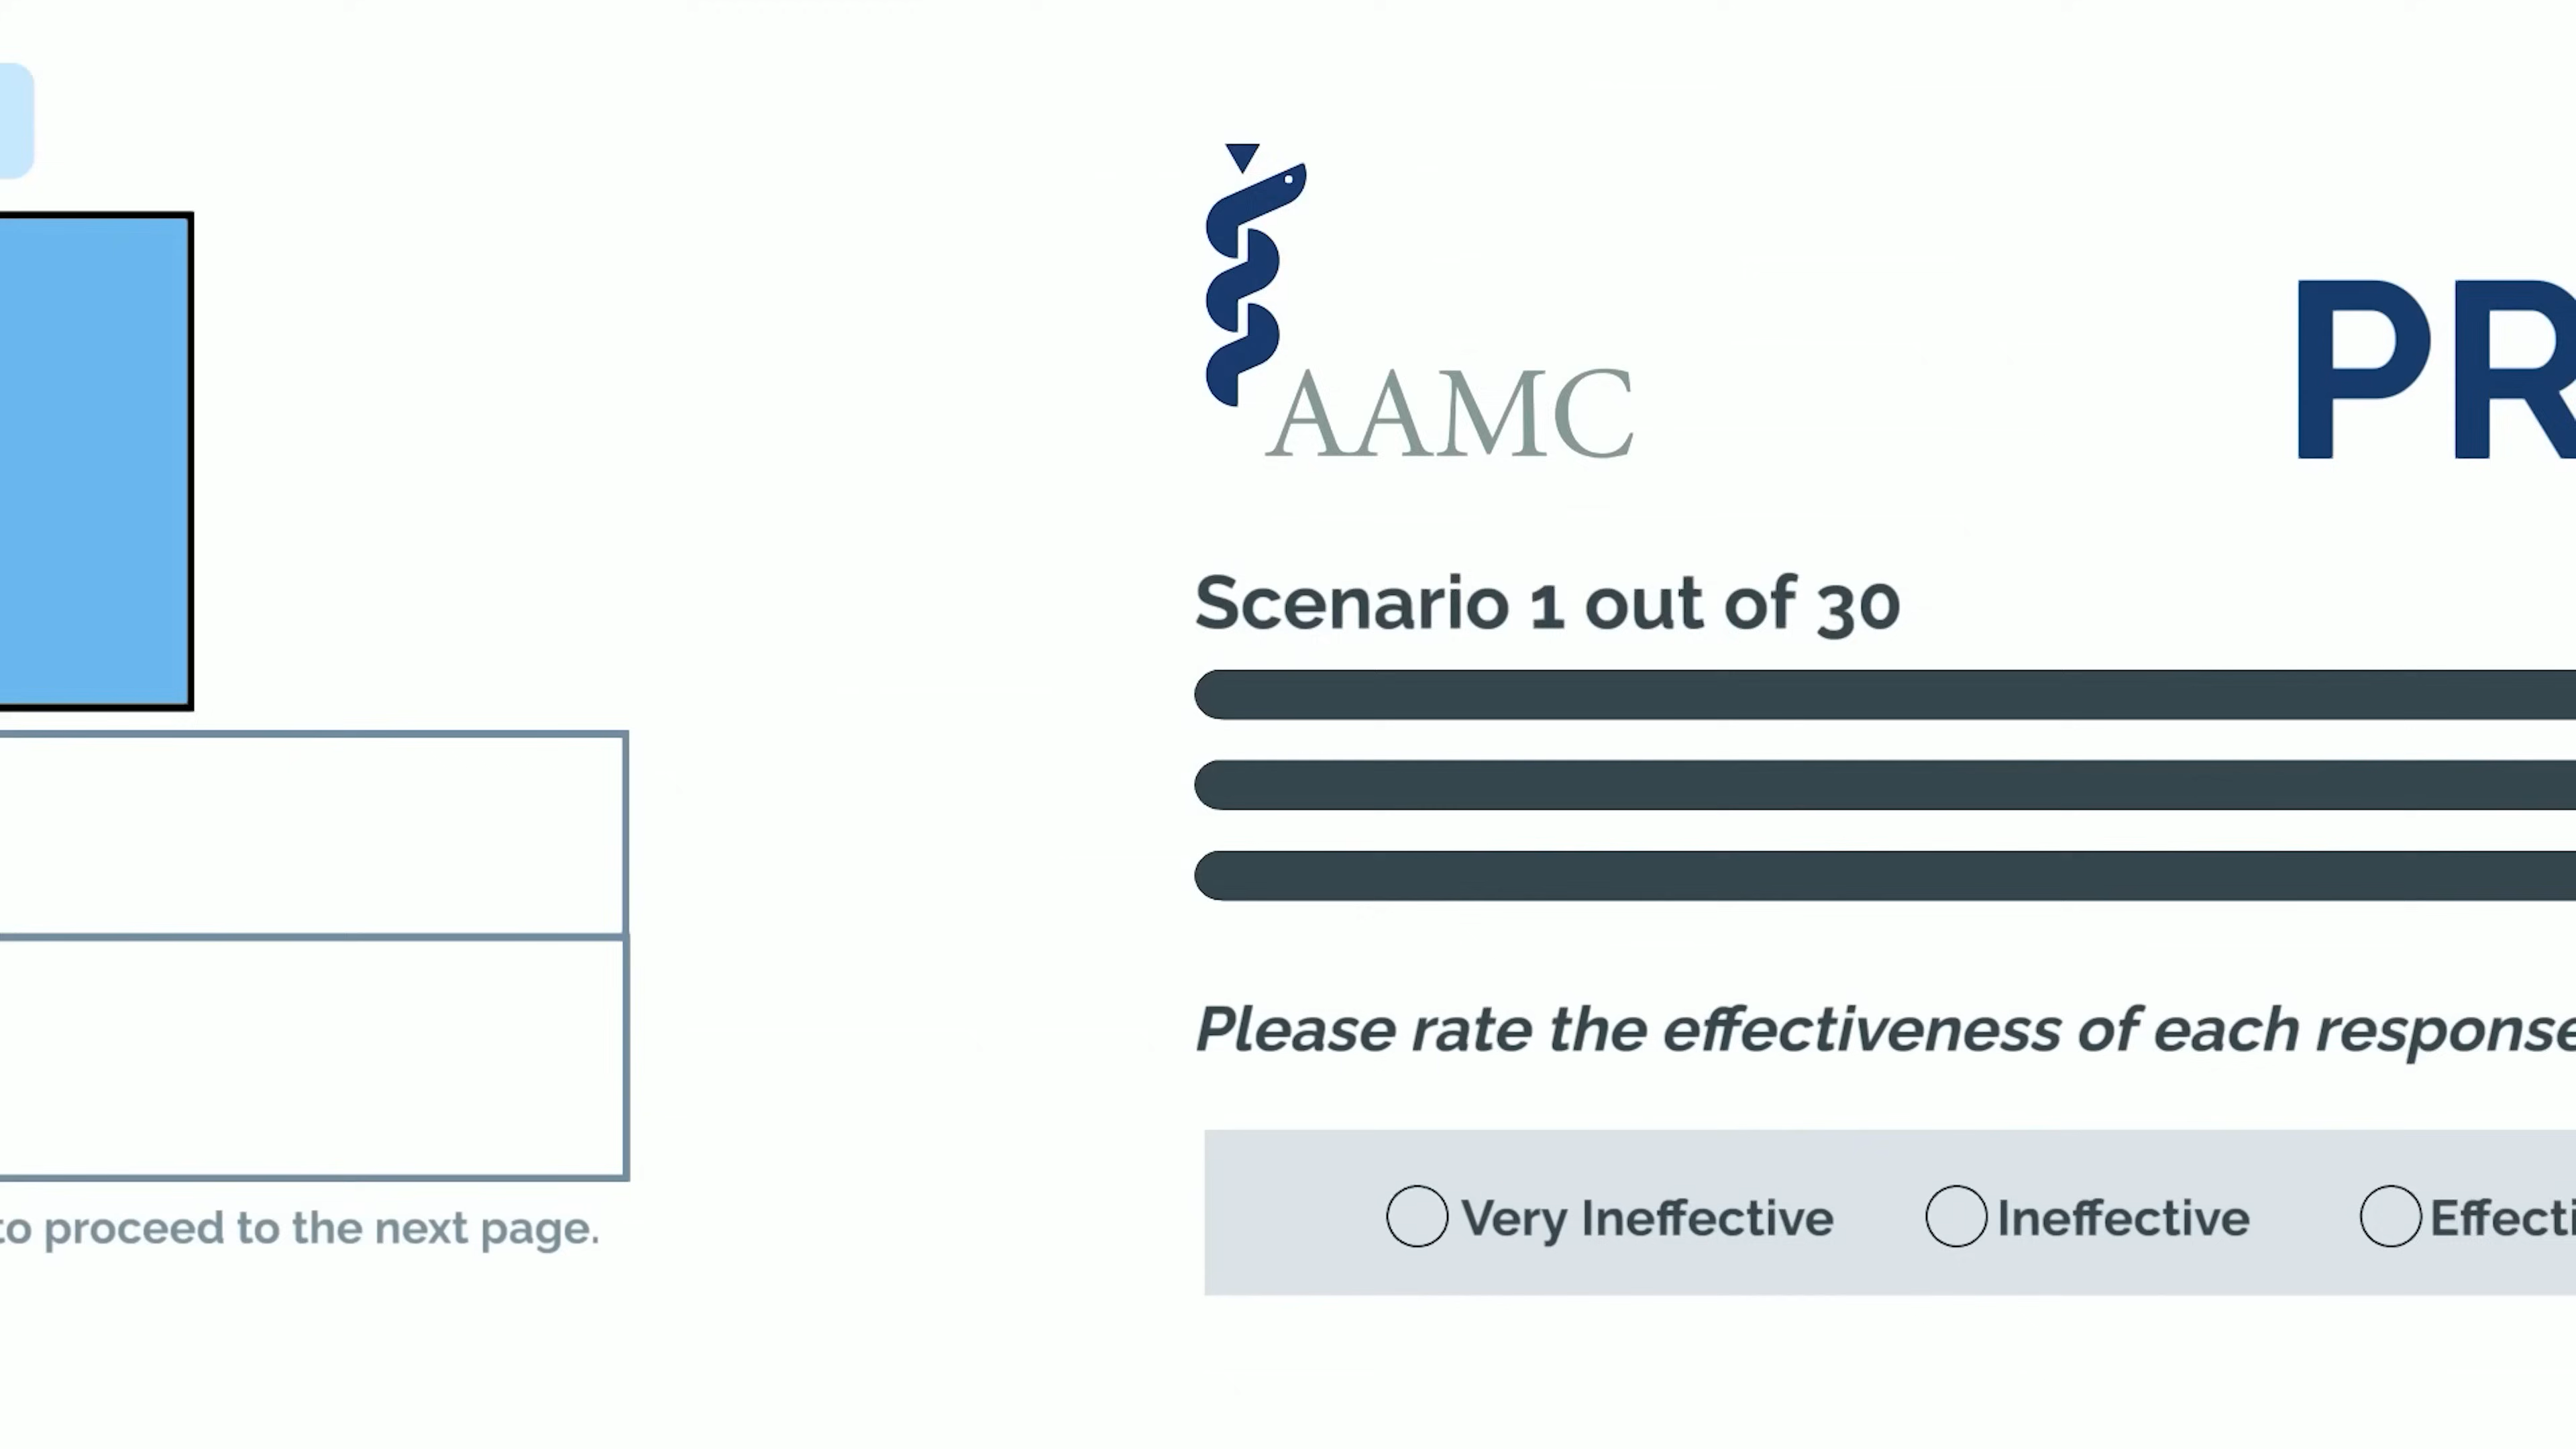 AAMC
PR
Scenario 1 out of 30
Please rate the effectiveness of each response
Very Ineffective
Ineffective
Effecti
to proceed to the next page.